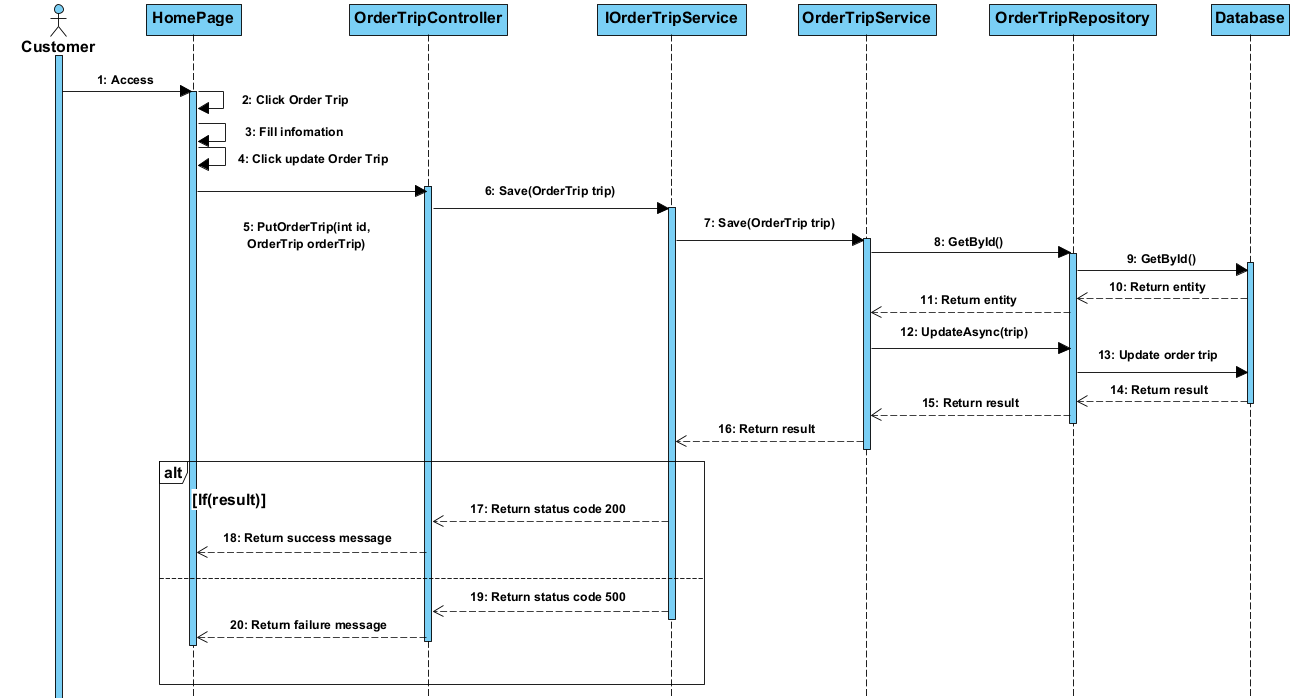 HomePage
OrderTripController
IOrderTripService
OrderTripService
OrderTripRepository
Database
Customer
1: Access
2: Click Order Trip
3: Fill infomation
4: Click update Order Trip
5: PutOrderTrip(int id,
OrderTrip orderTrip)
6: Save(OrderTrip trip)
7: Save(OrderTrip trip)
8: GetById()
9: GetById()
10: Return entity
11: Return entity
12: UpdateAsync(trip)
13: Update order trip
14: Return result
15: Return result
16: Return result
alt
[If(result)]
17: Return status code 200
18: Return success message
19: Return status code 500
20: Return failure message